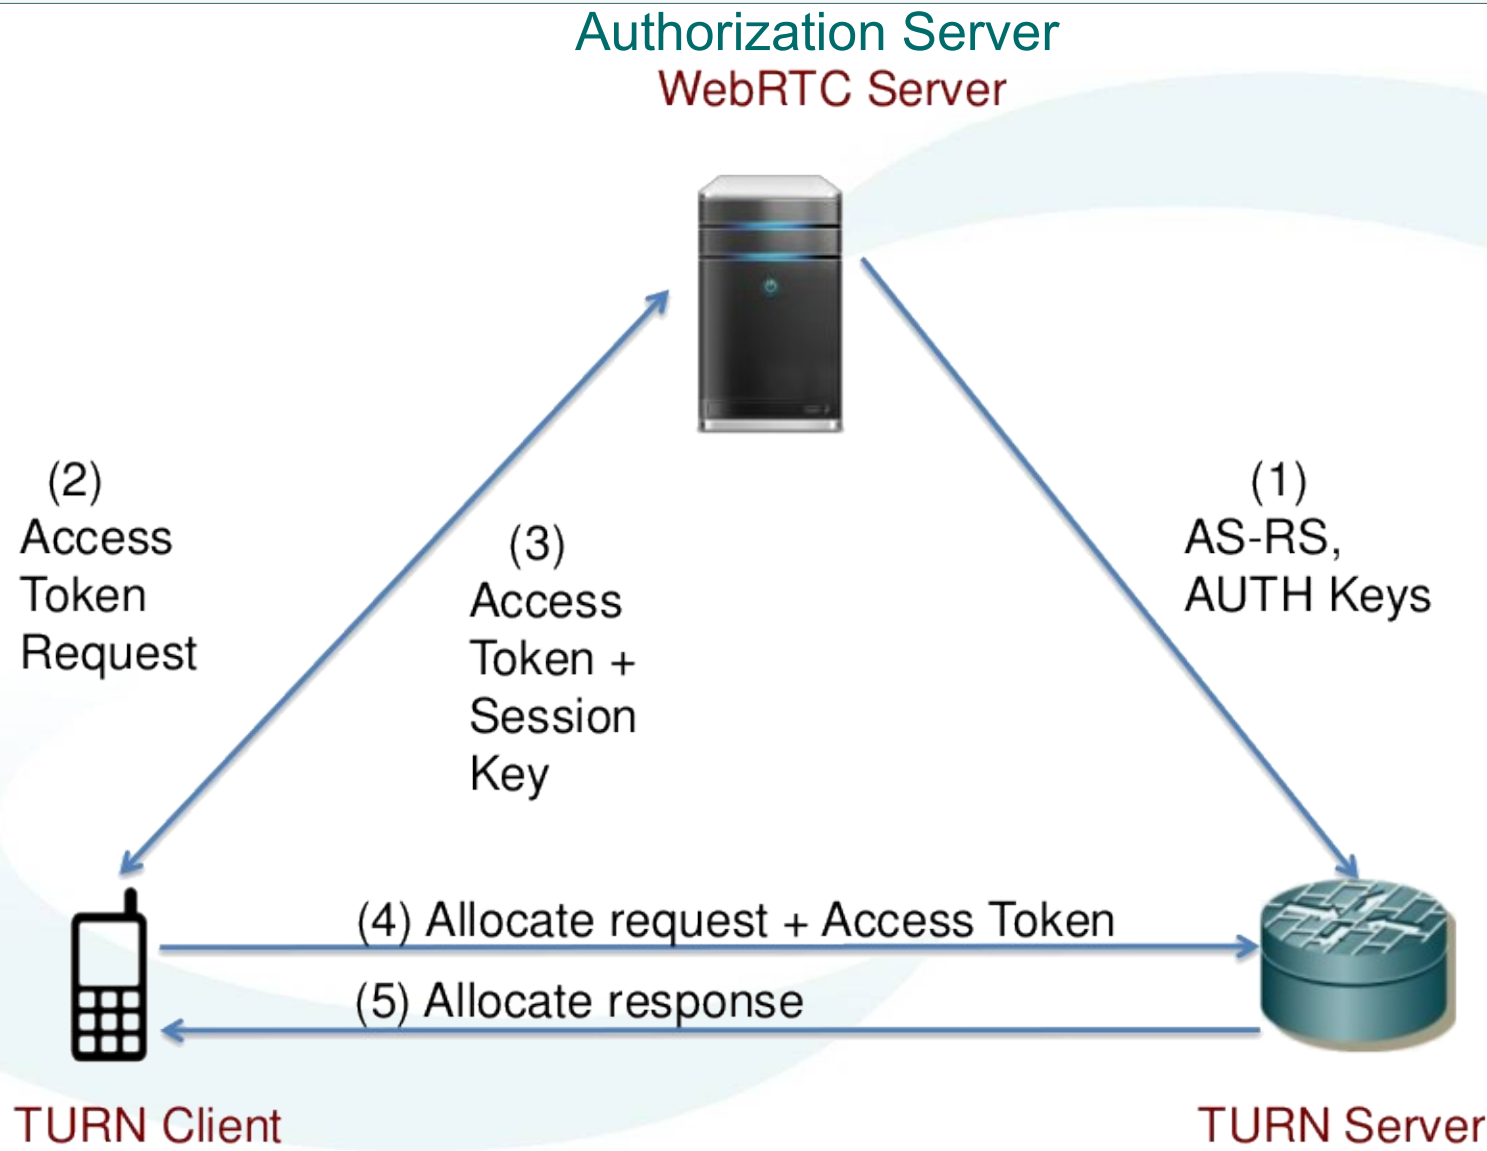 Authorization Server
WebRTC Server
(2)
Access
Token
Request
(3)
Access
Token +
Session
Key
(1)
AS-RS,
AUTH Keys
(4) Allocate request + Access Token
(5) Allocate response
TURN Client
TURN Server